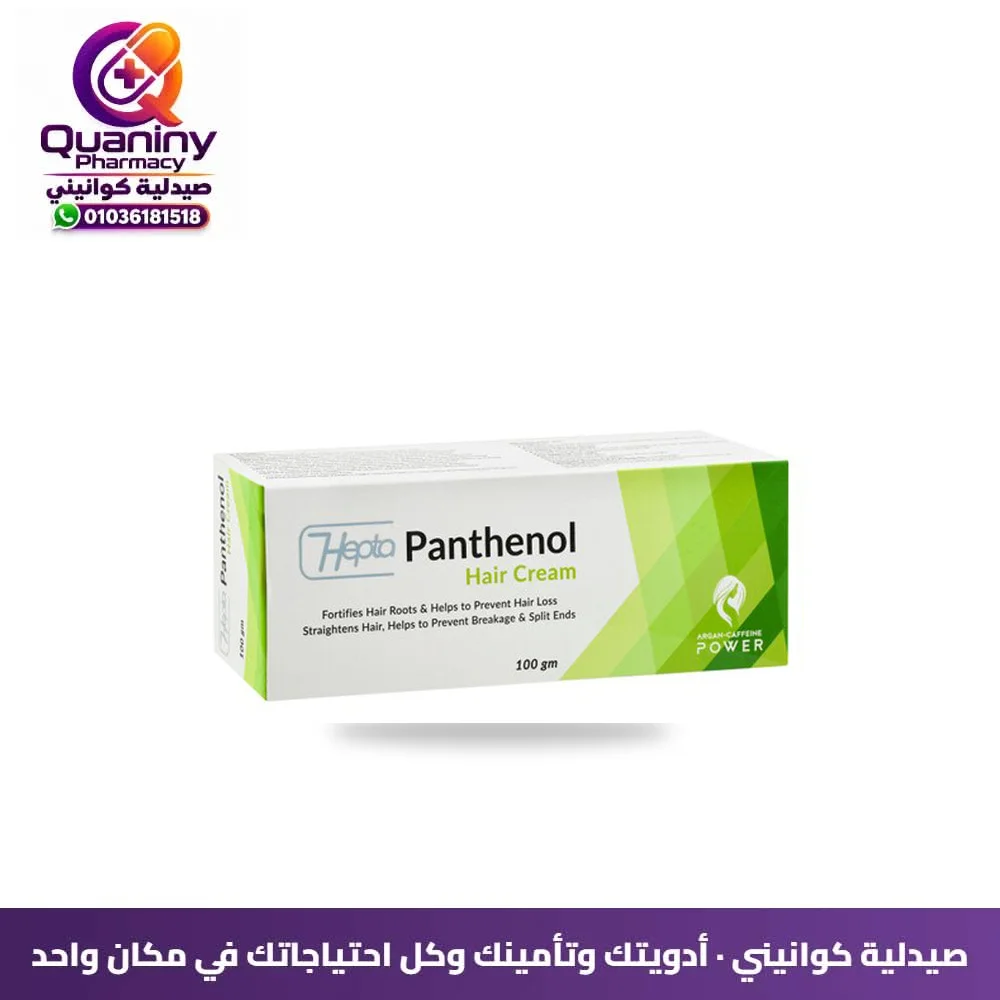 Quaniny
Pharmacy
صيدلية كوانيني
01036181518
Hepta Panthenol
Hair Cream
Fortifies Hair Roots & Helps to Prevent Hair Loss
Straightens Hair, Helps to Prevent Breakage & Split Ends
100 gm
ARGAN-CAFFEINE
POWER
Hepta Panthenol
Hair Cream
100 gm
صيدلية كوانيني . أدويتك وتأمينك وكل احتياجاتك في مكان واحد